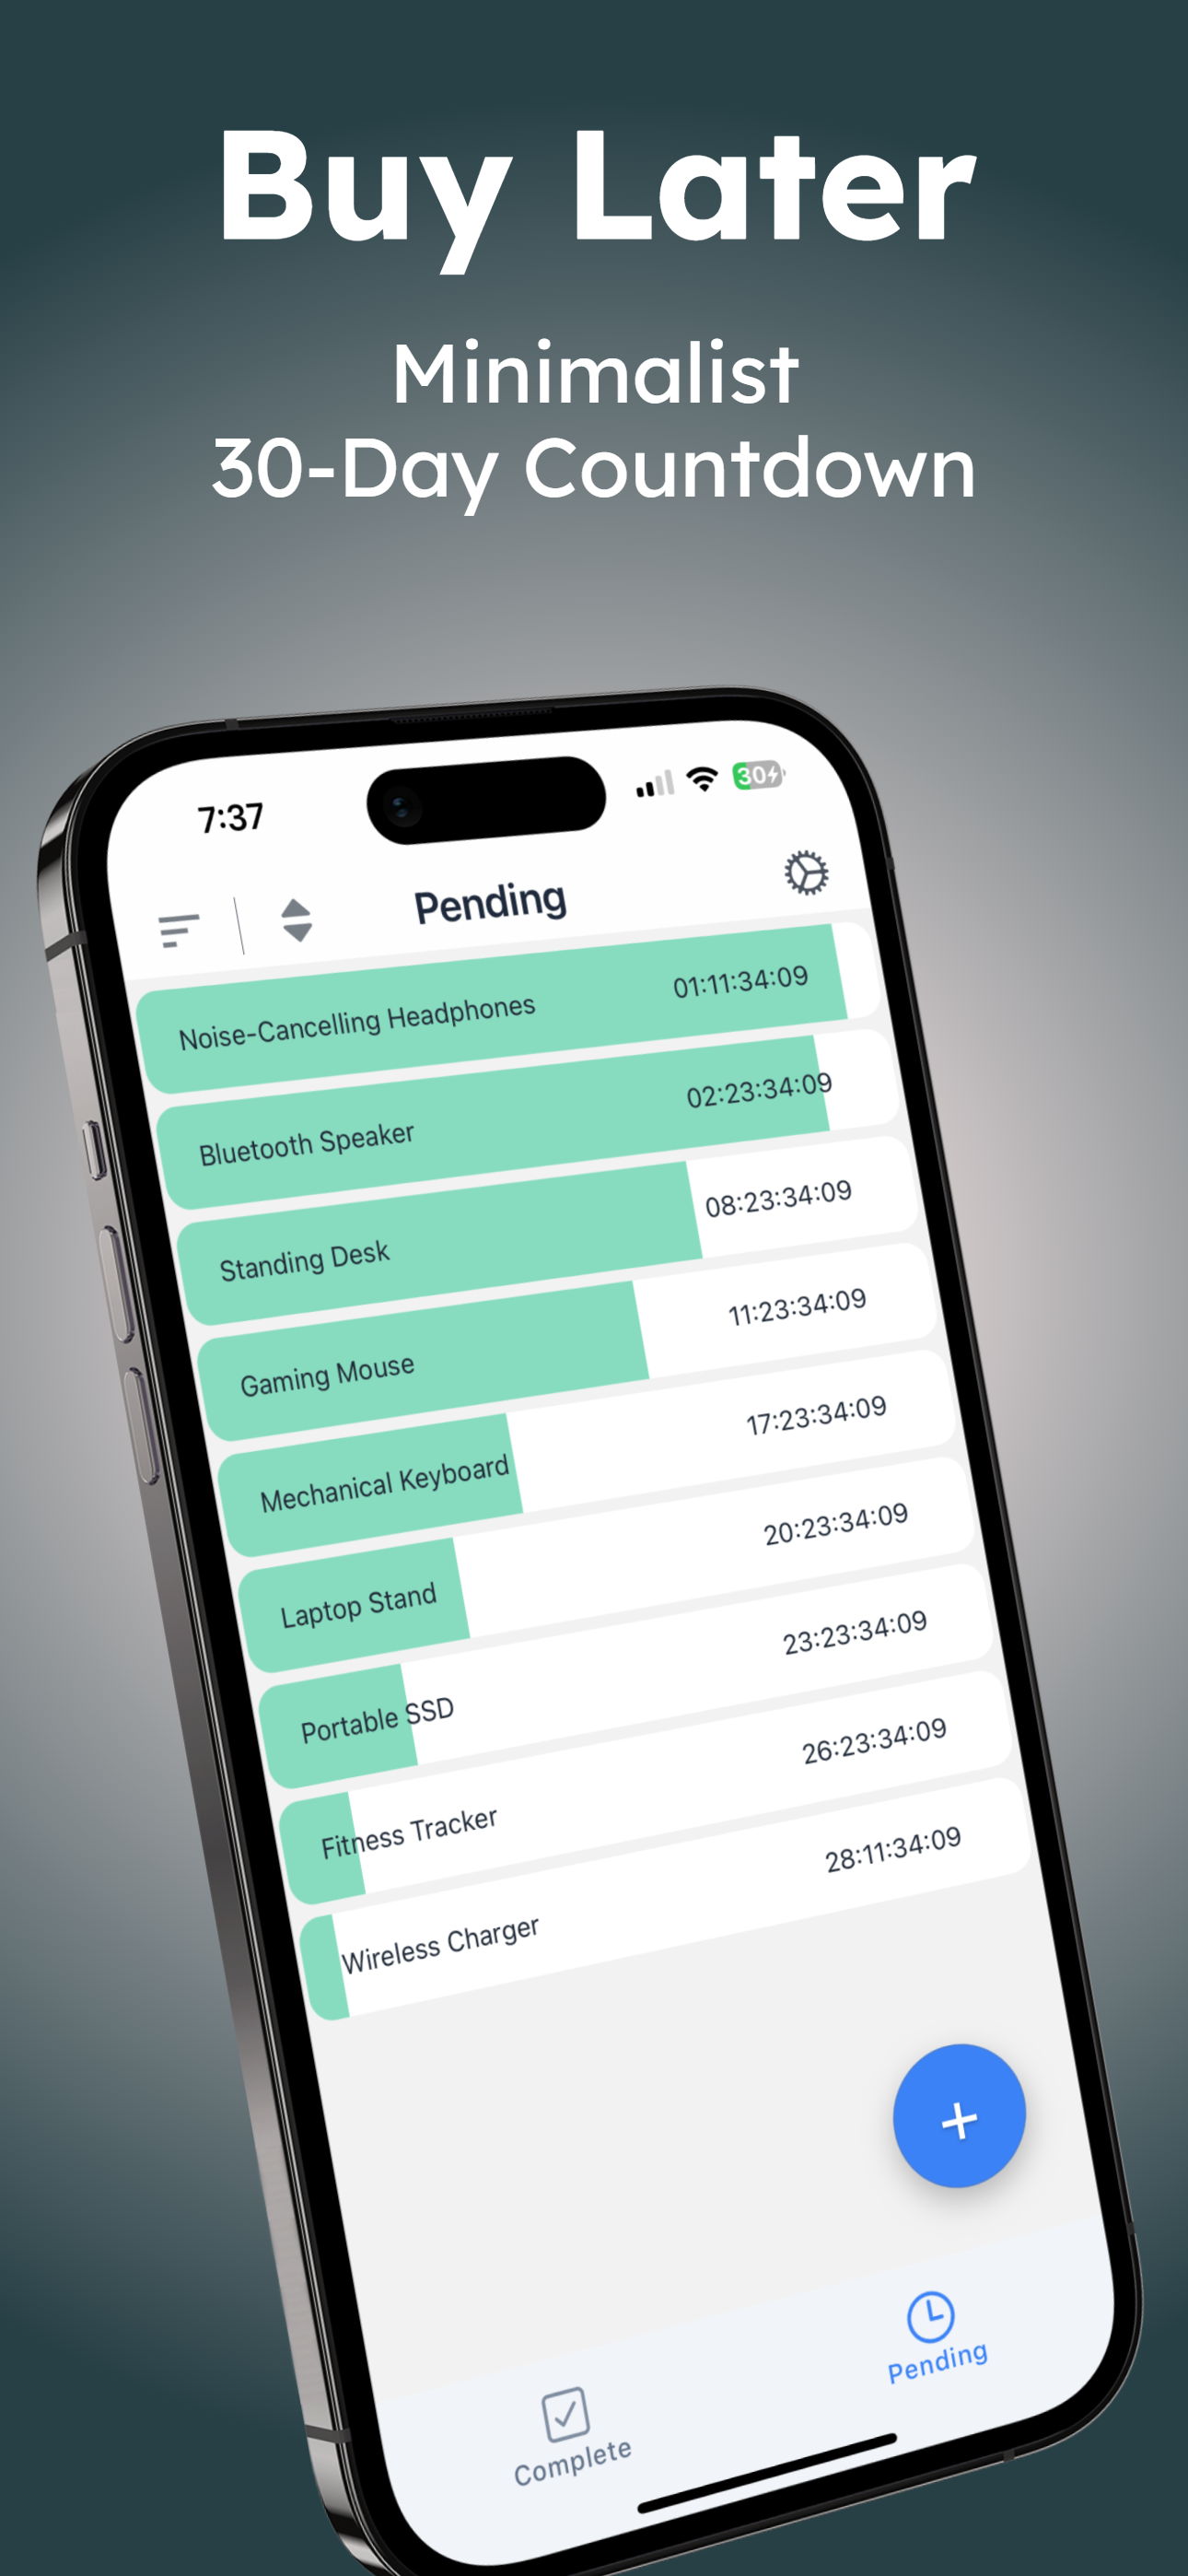 Buy Later
Minimalist
30-Day Countdown
7:37
30
Pending
Noise-Cancelling Headphones 01:11:34:09
Bluetooth Speaker 02:23:34:09
Standing Desk 08:23:34:09
Gaming Mouse 11:23:34:09
Mechanical Keyboard 17:23:34:09
Laptop Stand 20:23:34:09
Portable SSD 23:23:34:09
Fitness Tracker 26:23:34:09
Wireless Charger 28:11:34:09
+
Complete
Pending